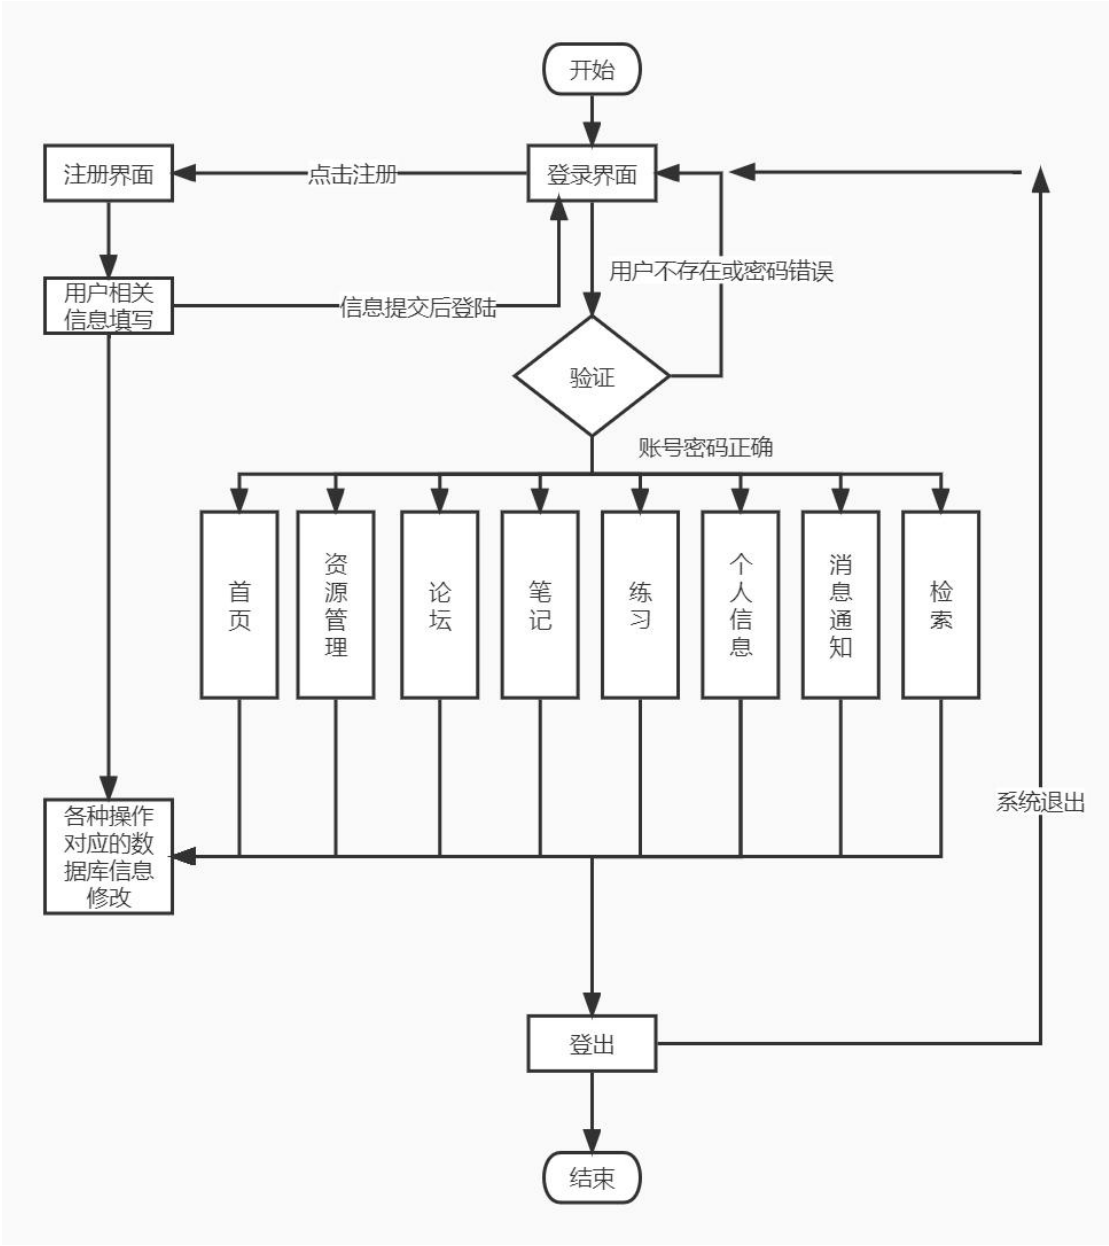 开始
注册界面
点击注册
登录界面
用户不存在或密码错误
用户相关
信息填写
信息提交后登陆
验证
账号密码正确
首页
资源管理
论坛
笔记
练习
个人信息
消息通知
检索
系统退出
各种操作
对应的数
据库信息
修改
登出
结束